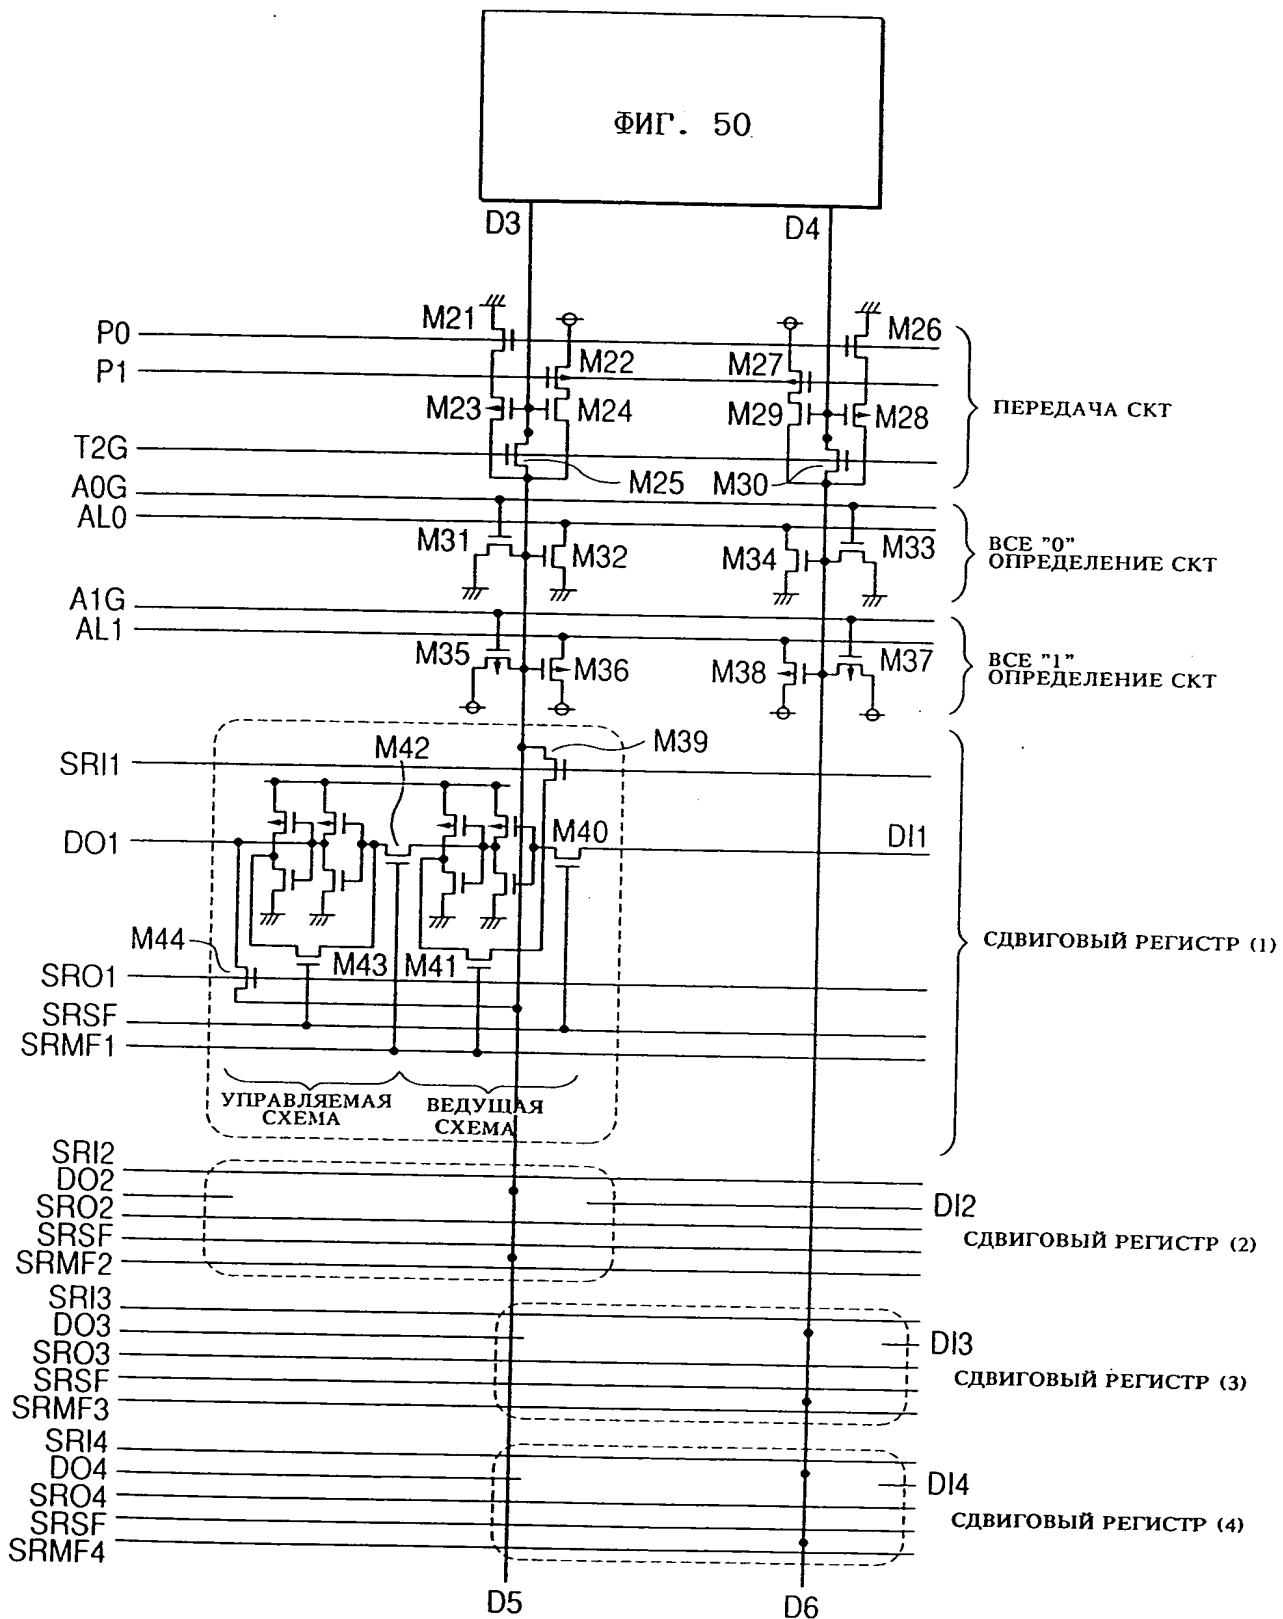 ФИГ. 50
D3
D4
P0
M21
M26
P1
M22
M27
M23
M24
M29
M28
ПЕРЕДАЧА СКТ
T2G
M25
M30
A0G
AL0
M31
M32
M34
M33
ВСЕ "0"
ОПРЕДЕЛЕНИЕ СКТ
A1G
AL1
M35
M36
M38
M37
ВСЕ "1"
ОПРЕДЕЛЕНИЕ СКТ
M42
M39
SRI1
DO1
M40
DI1
M44
M43
M41
СДВИГОВЫЙ РЕГИСТР (1)
SRO1
SRSF
SRMF1
УПРАВЛЯЕМАЯ
СХЕМА
ВЕДУЩАЯ
СХЕМА
SRI2
DO2
SRO2
DI2
SRSF
СДВИГОВЫЙ РЕГИСТР (2)
SRMF2
SRI3
DO3
DI3
SRO3
SRSF
СДВИГОВЫЙ РЕГИСТР (3)
SRMF3
SRI4
DO4
DI4
SRO4
SRSF
СДВИГОВЫЙ РЕГИСТР (4)
SRMF4
D5
D6